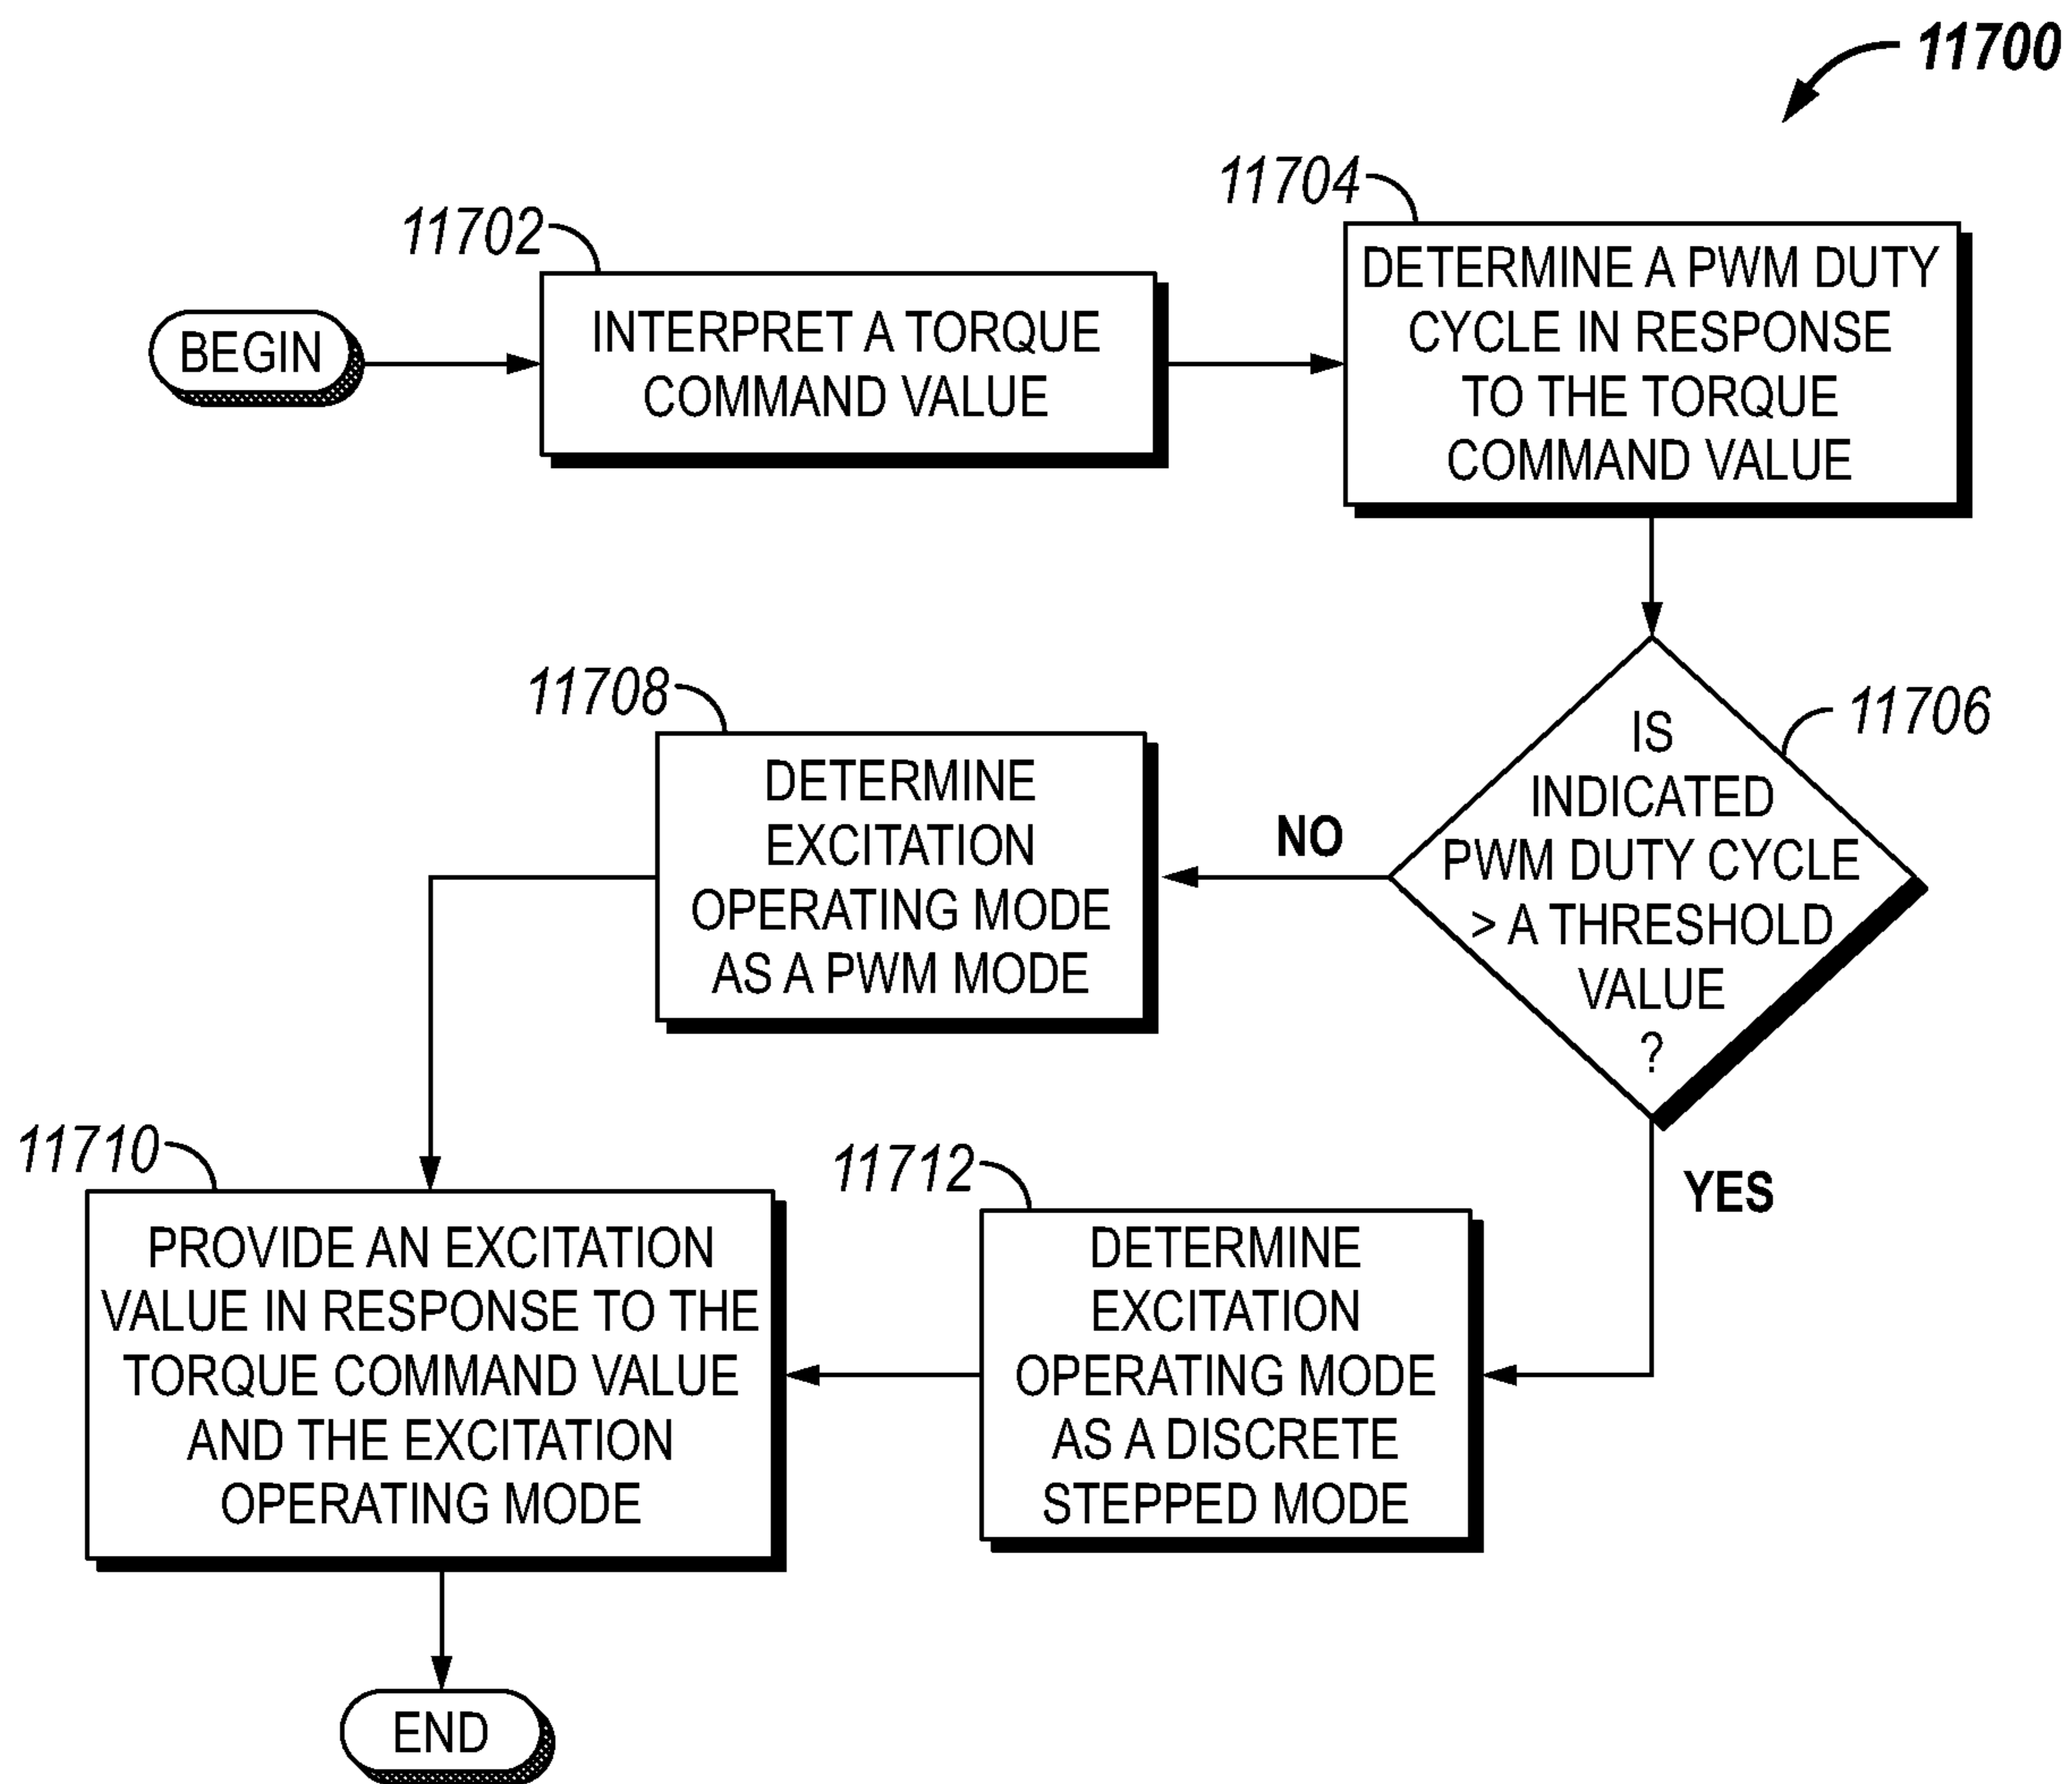 11700
11704
11702
DETERMINE A PWM DUTY
CYCLE IN RESPONSE
TO THE TORQUE
COMMAND VALUE
BEGIN
INTERPRET A TORQUE
COMMAND VALUE
11708
11706
IS
INDICATED
PWM DUTY CYCLE
> A THRESHOLD
VALUE
?
NO
DETERMINE
EXCITATION
OPERATING MODE
AS A PWM MODE
11710
11712
YES
PROVIDE AN EXCITATION
VALUE IN RESPONSE TO THE
TORQUE COMMAND VALUE
AND THE EXCITATION
OPERATING MODE
DETERMINE
EXCITATION
OPERATING MODE
AS A DISCRETE
STEPPED MODE
END